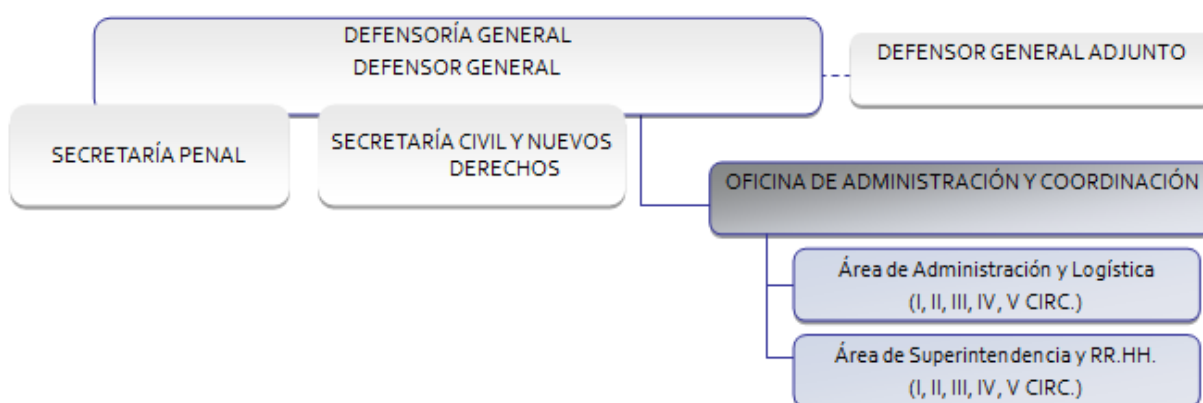 DEFENSORÍA GENERAL
DEFENSOR GENERAL
DEFENSOR GENERAL ADJUNTO
SECRETARÍA PENAL
SECRETARÍA CIVIL Y NUEVOS
DERECHOS
OFICINA DE ADMINISTRACIÓN Y COORDINACIÓN
Área de Administración y Logística
(I, II, III, IV, V CIRC.)
Área de Superintendencia y RR.HH.
(I, II, III, IV, V CIRC.)